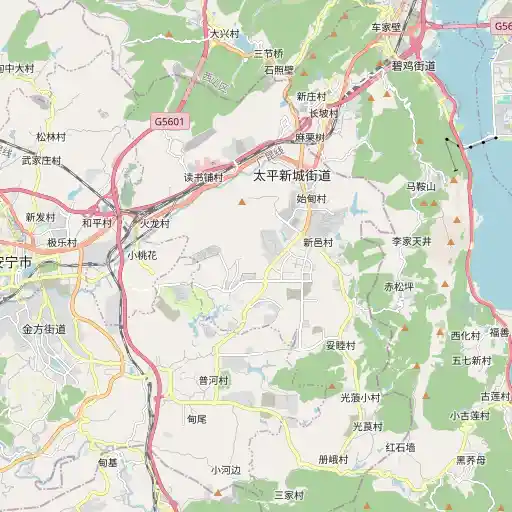 车家壁
G56
大兴村
三节桥
碧鸡街道
石照壁
甸中大村
新庄村
长坡村
G5601
松林村
麻栗树
武家庄村
读书铺村
太平新城街道
马鞍山
始甸村
新发村
和平村
火龙村
极乐村
新邑村
李家天井
小桃花
安宁市
赤松坪
金方街道
西化村
福善
妥睦村
五七新村
普河村
光菠小村
古莲村
小古莲村
甸尾
光莨村
红石墙
甸基
小河边
册峨村
黑荞母
三家村